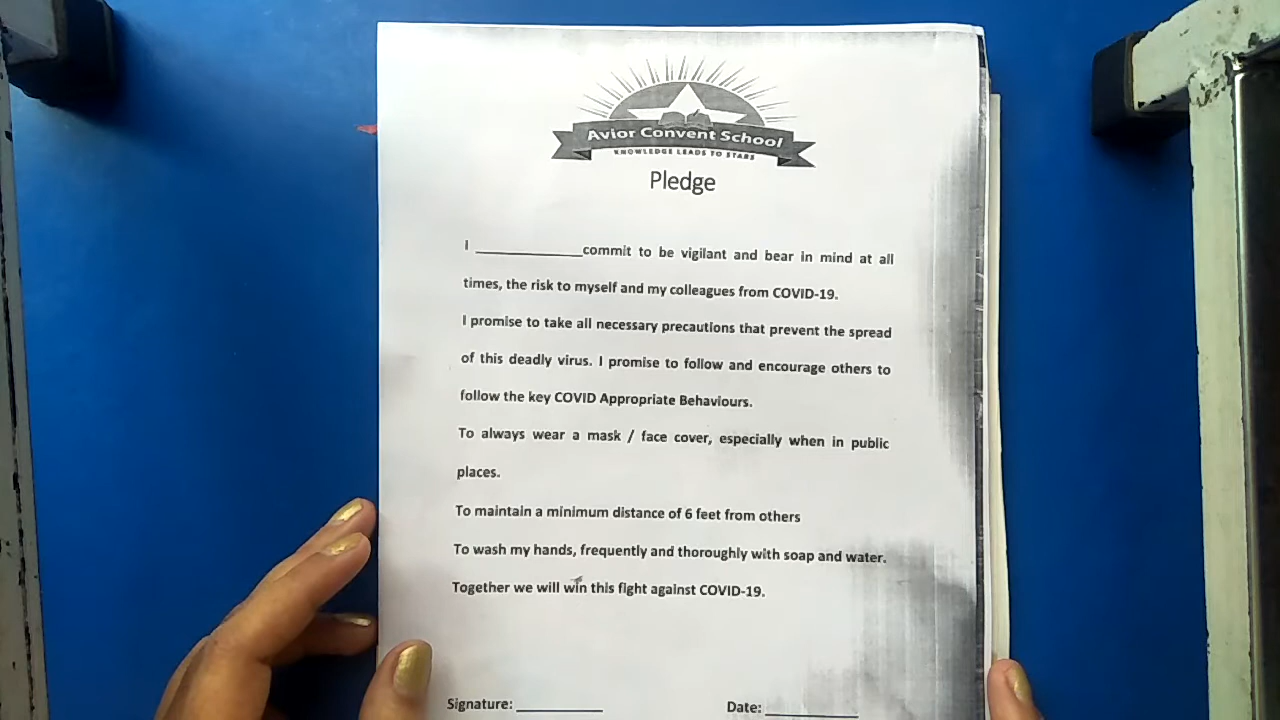 Avior Convent School
KNOWLEDGE LEADS TO STARS
Pledge
I ____________commit to be vigilant and bear in mind at all
times, the risk to myself and my colleagues from COVID-19.
I promise to take all necessary precautions that prevent the spread
of this deadly virus. I promise to follow and encourage others to
follow the key COVID Appropriate Behaviours.
To always wear a mask / face cover, especially when in public
places.
To maintain a minimum distance of 6 feet from others
To wash my hands, frequently and thoroughly with soap and water.
Together we will win this fight against COVID-19.
Signature: __________ Date: __________